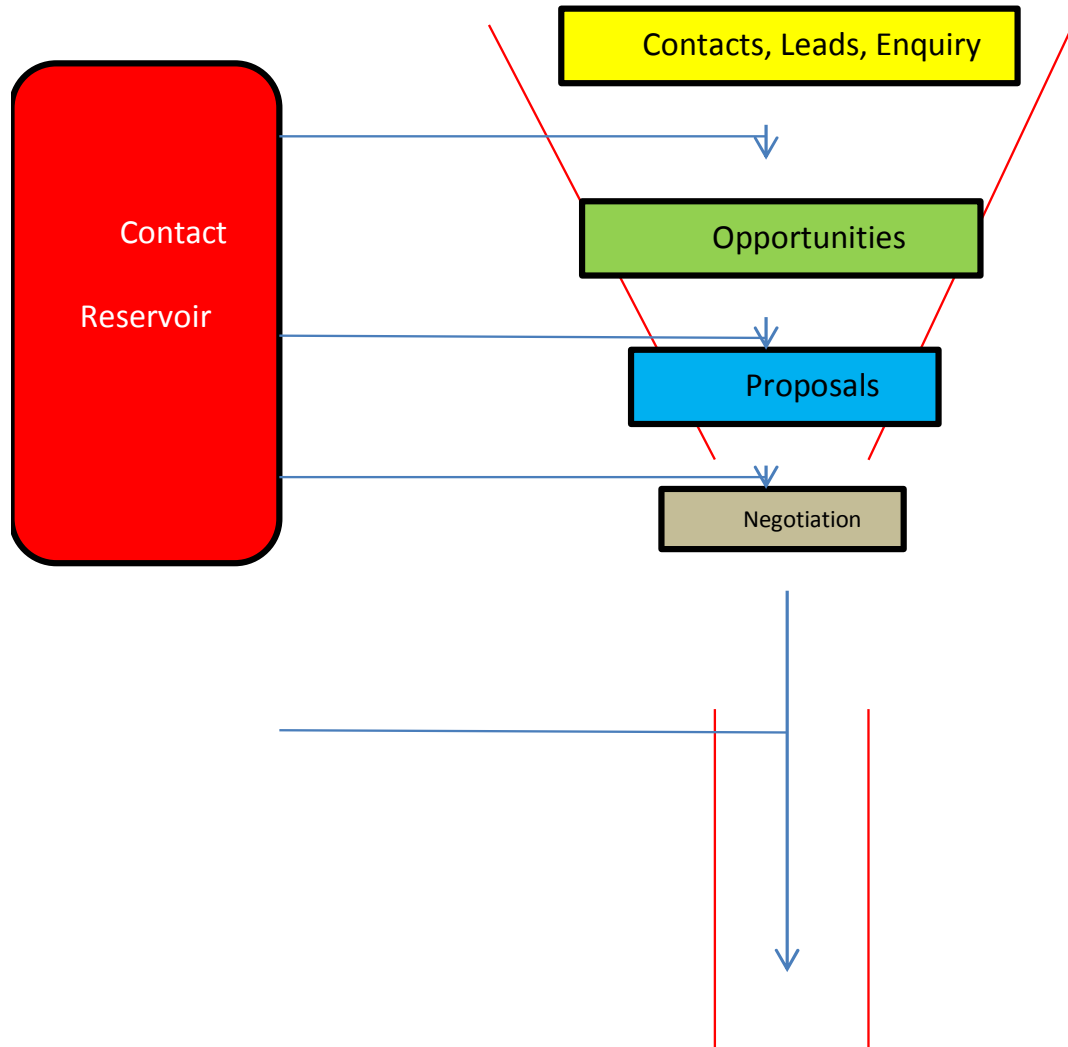 Contacts, Leads, Enquiry
Contact
Reservoir
Opportunities
Proposals
Negotiation